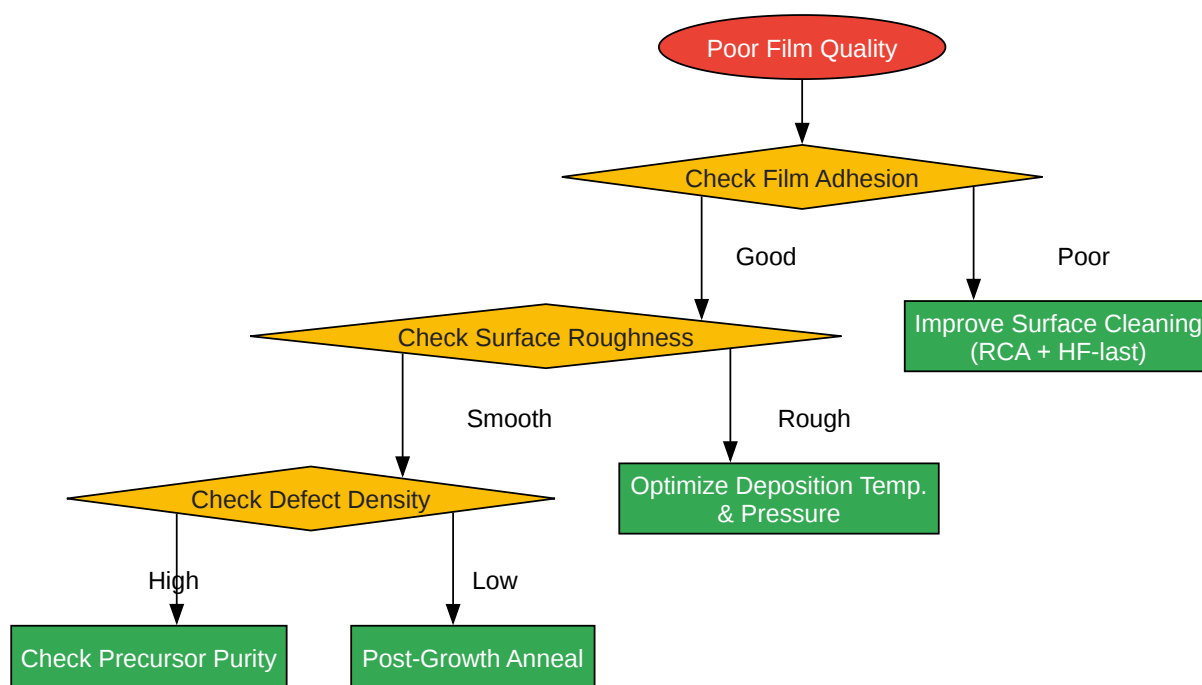 Poor Film Quality
Check Film Adhesion
Good
Poor
Improve Surface Cleaning
(RCA + HF-last)
Check Surface Roughness
Smooth
Rough
Optimize Deposition Temp.
& Pressure
Check Defect Density
High
Low
Check Precursor Purity
Post-Growth Anneal